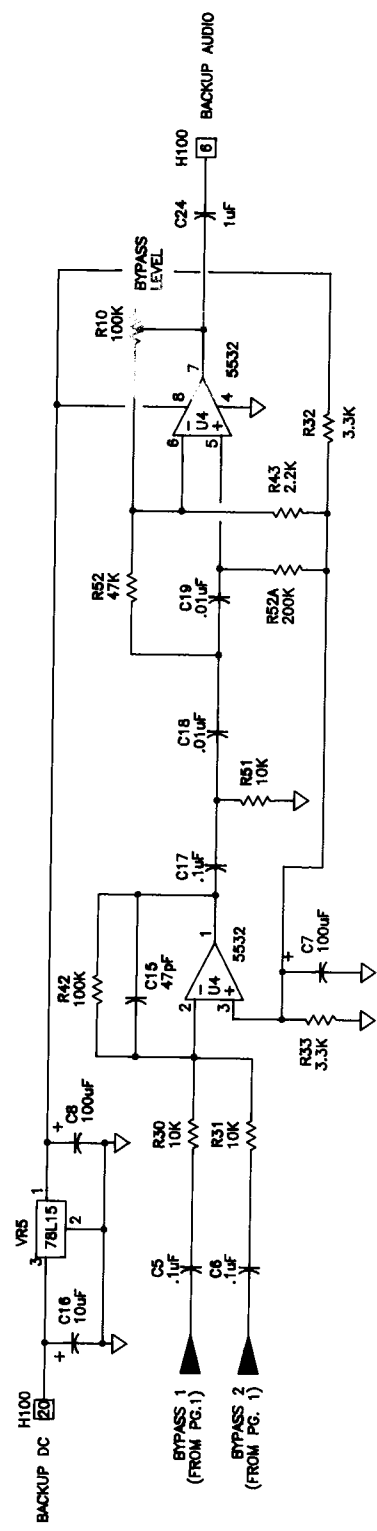 BACKUP DC
H100
20
C16
10uF
+
VR5
78L15
3
1
2
C8
100uF
+
BYPASS 1
(FROM PG.1)
BYPASS 2
(FROM PG. 1)
C5
.1uF
C6
.1uF
R30
10K
R31
10K
R42
100K
C15
47pF
2
3
−
+
U4
1
5532
R33
3.3K
C7
100uF
+
C17
.1uF
R51
10K
C18
.01uF
R52
47K
C19
.01uF
R52A
200K
R43
2.2K
R32
3.3K
6
5
−
+
U4
8
4
7
5532
R10
100K
BYPASS
LEVEL
C24
1uF
H100
6
BACKUP AUDIO